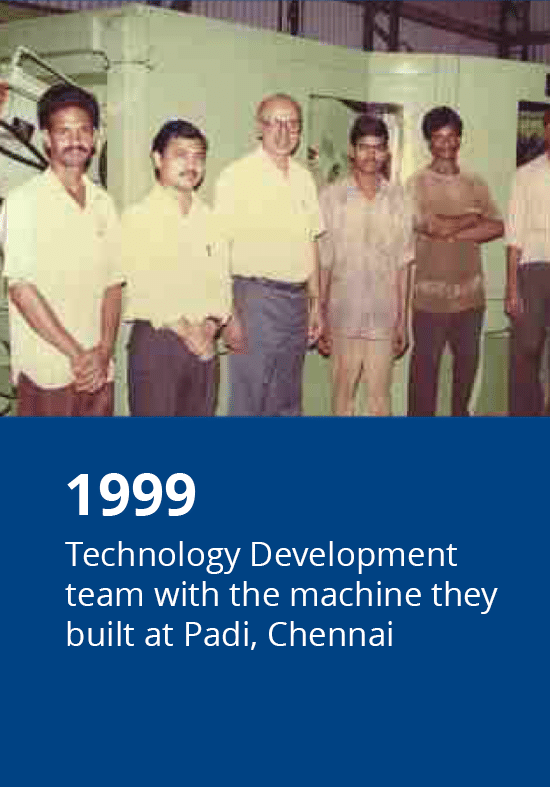 1999
Technology Development
team with the machine they
built at Padi, Chennai